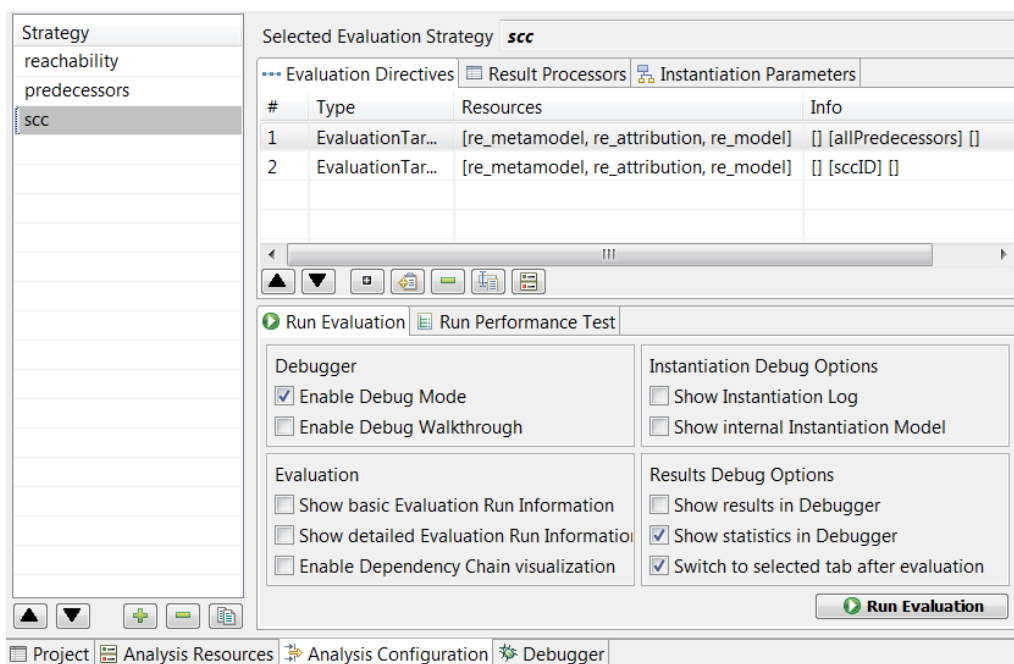 Strategy
reachability
predecessors
scc
Selected Evaluation Strategy scc
Evaluation Directives Result Processors Instantiation Parameters
# Type Resources Info
1 EvaluationTar... [re_metamodel, re_attribution, re_model] [] [allPredecessors] []
2 EvaluationTar... [re_metamodel, re_attribution, re_model] [] [sccID] []
Run Evaluation Run Performance Test
Debugger
Enable Debug Mode
Enable Debug Walkthrough
Instantiation Debug Options
Show Instantiation Log
Show internal Instantiation Model
Evaluation
Show basic Evaluation Run Information
Show detailed Evaluation Run Information
Enable Dependency Chain visualization
Results Debug Options
Show results in Debugger
Show statistics in Debugger
Switch to selected tab after evaluation
Run Evaluation
Project Analysis Resources Analysis Configuration Debugger